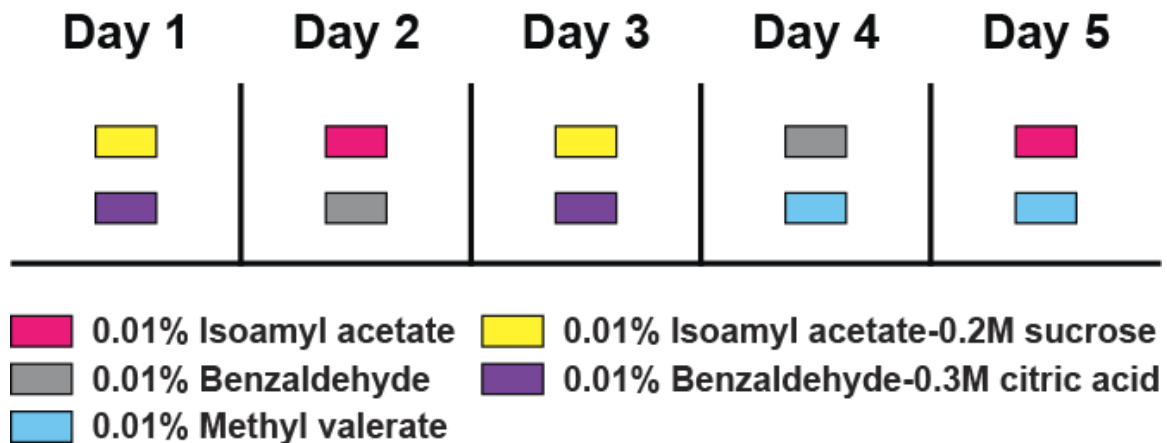 Day 1 Day 2 Day 3 Day 4 Day 5
0.01% Isoamyl acetate 0.01% Isoamyl acetate-0.2M sucrose
0.01% Benzaldehyde 0.01% Benzaldehyde-0.3M citric acid
0.01% Methyl valerate